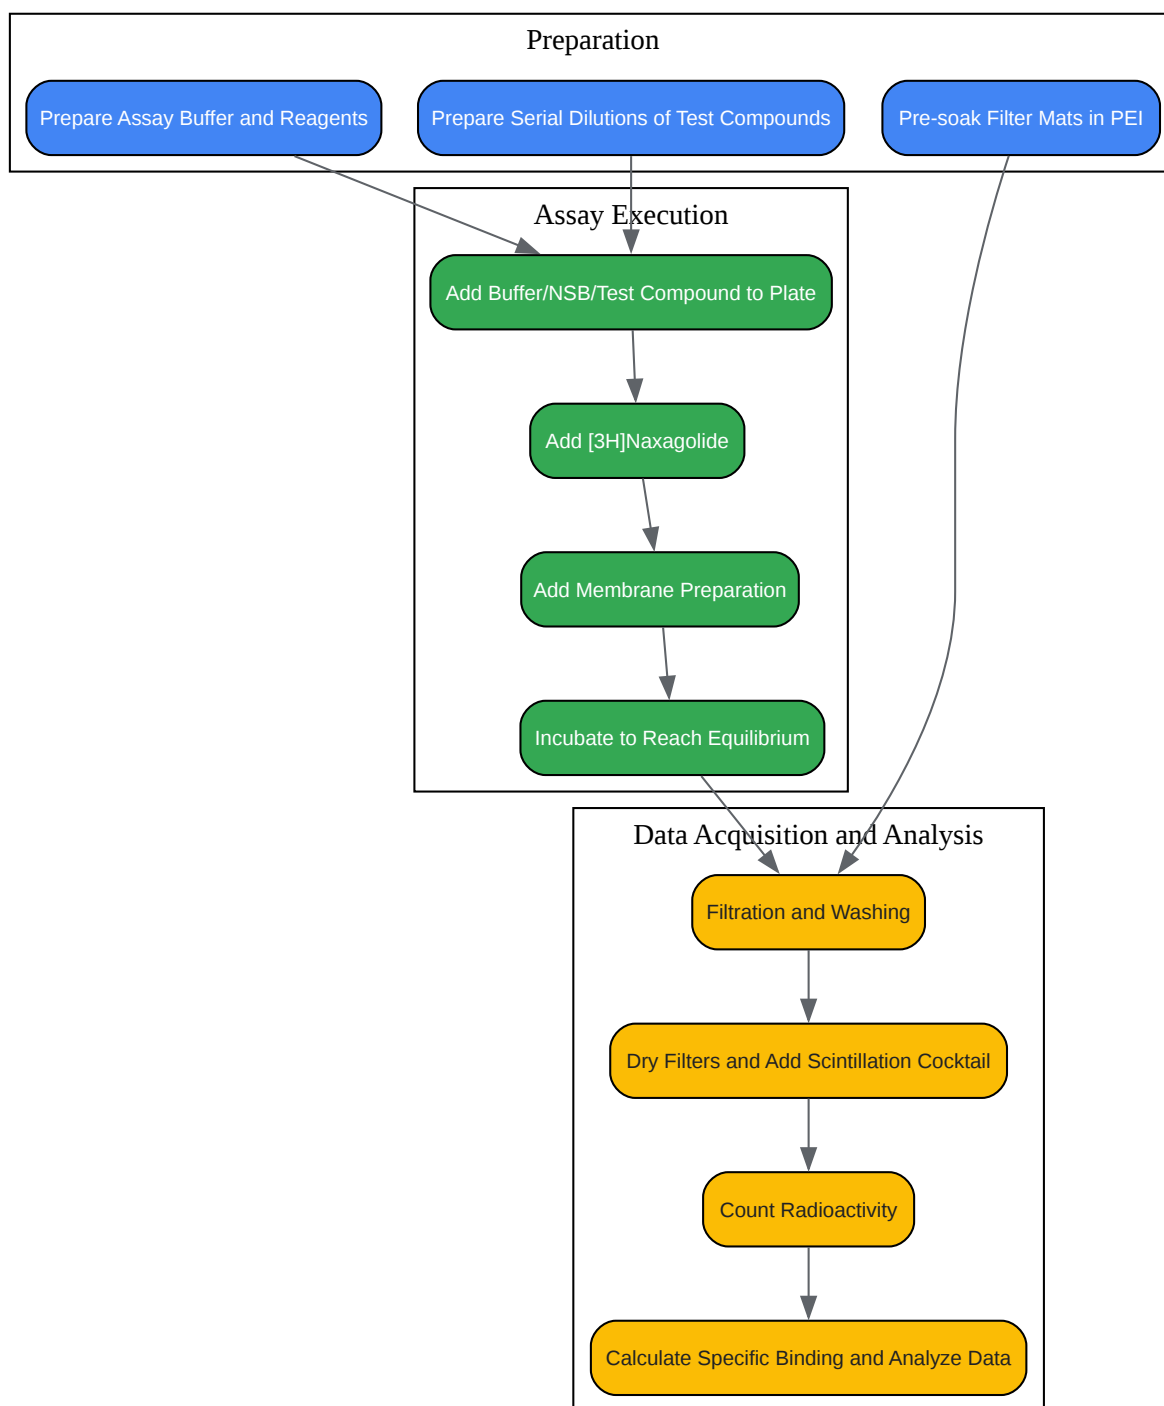 Preparation
Prepare Assay Buffer and Reagents
Prepare Serial Dilutions of Test Compounds
Pre-soak Filter Mats in PEI
Assay Execution
Add Buffer/NSB/Test Compound to Plate
Add [3H]Naxagolide
Add Membrane Preparation
Incubate to Reach Equilibrium
Data Acquisition and Analysis
Filtration and Washing
Dry Filters and Add Scintillation Cocktail
Count Radioactivity
Calculate Specific Binding and Analyze Data